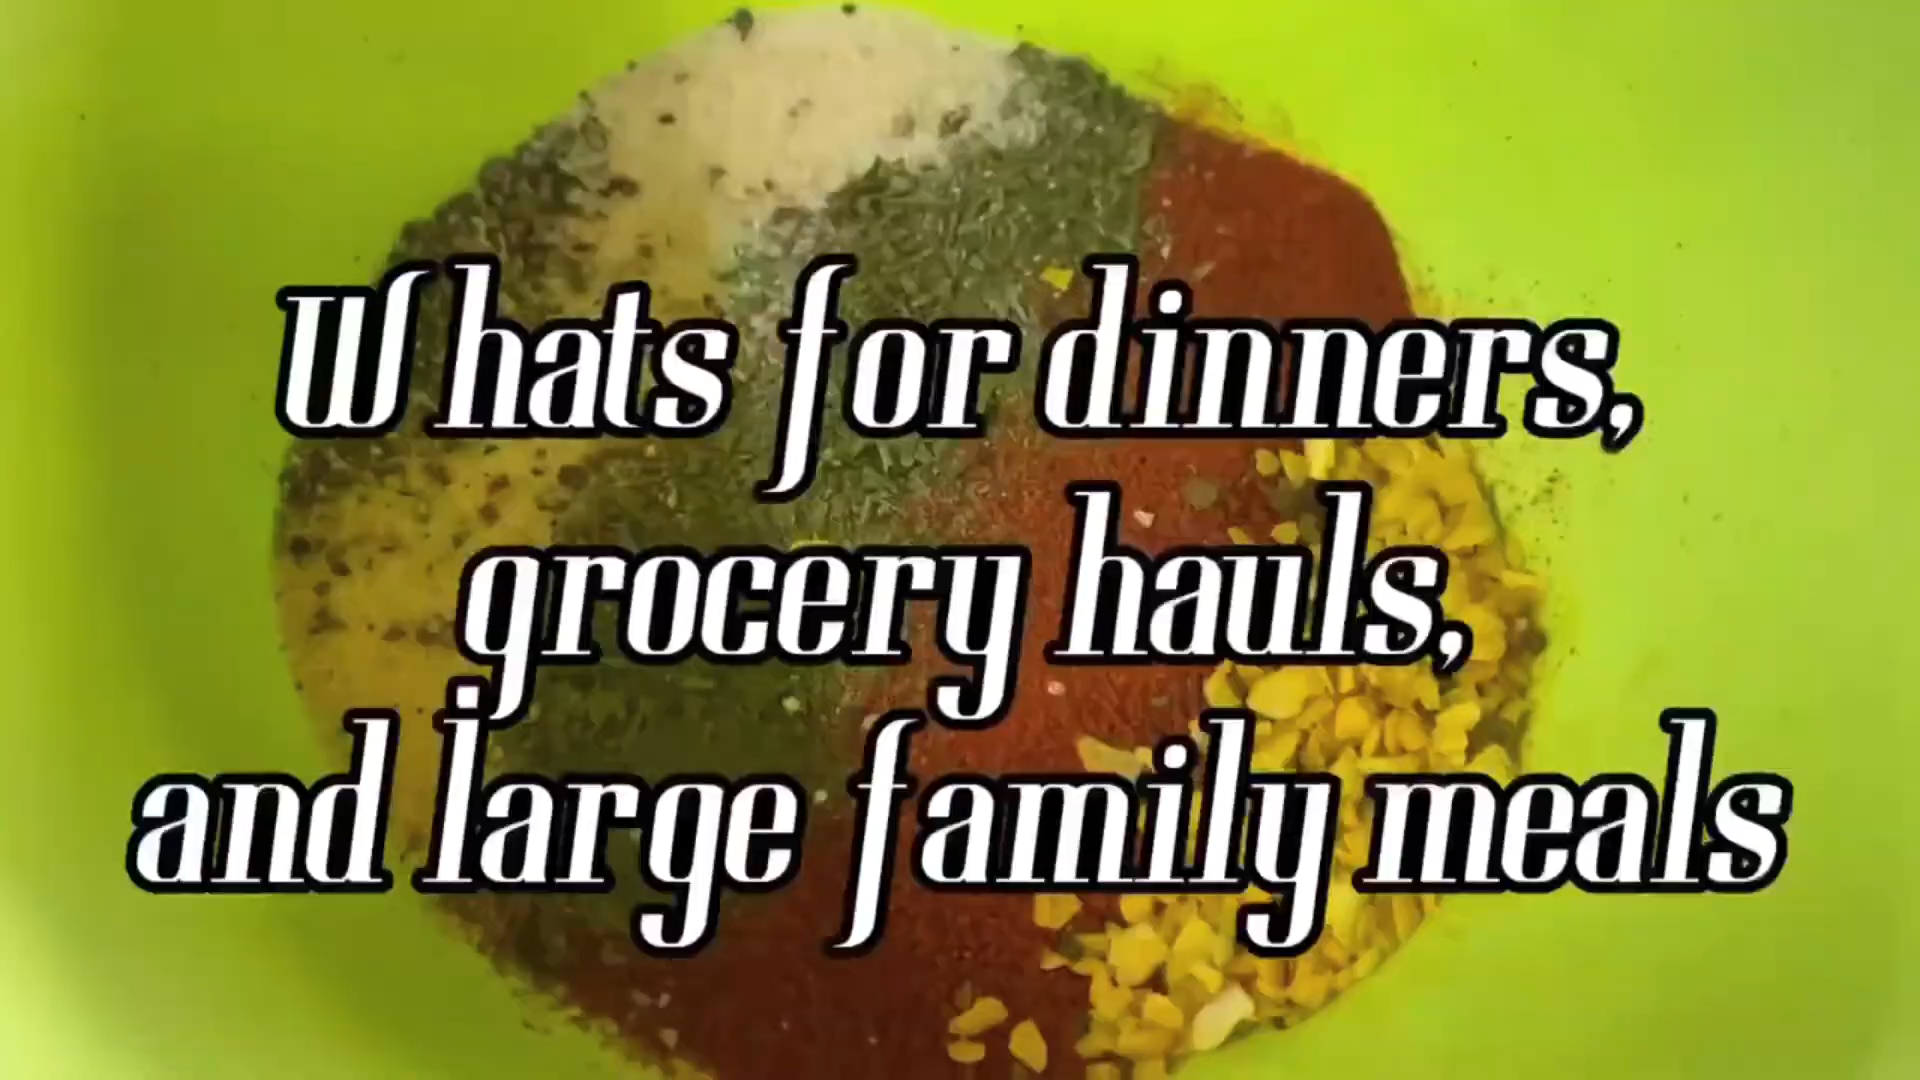 Whats for dinners,
grocery hauls,
and large family meals